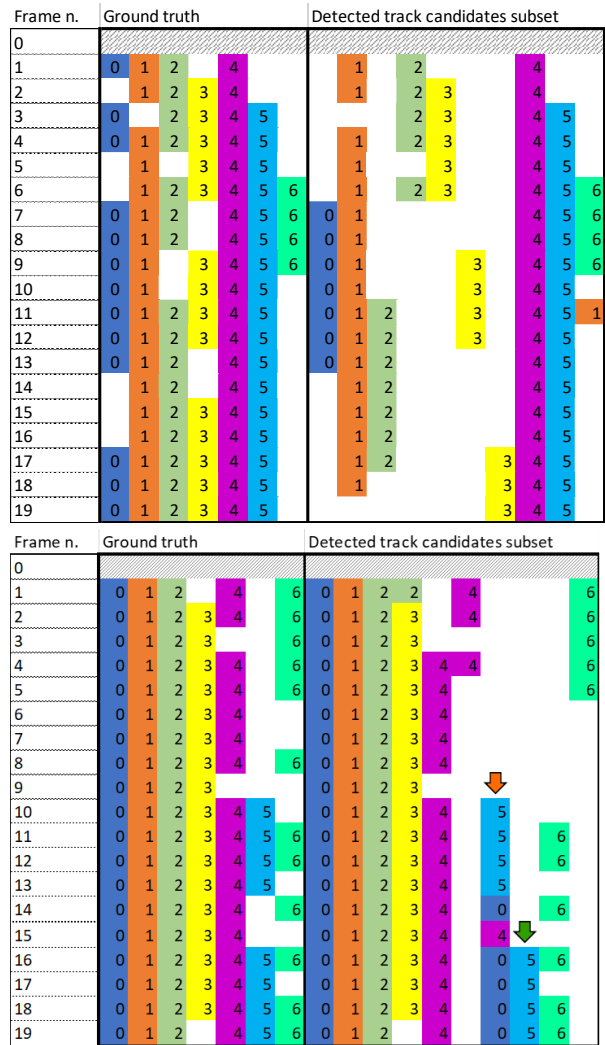 Frame n. Ground truth Detected track candidates subset
0
1 0 1 2 4 1 2 4
2 1 2 3 4 1 2 3 4
3 0 2 3 4 5 2 3 4 5
4 0 1 2 3 4 5 1 2 3 4 5
5 1 3 4 5 1 3 4 5
6 1 2 3 4 5 6 1 2 3 4 5 6
7 0 1 2 4 5 6 0 1 4 5 6
8 0 1 2 4 5 6 0 1 4 5 6
9 0 1 3 4 5 6 0 1 3 4 5 6
10 0 1 3 4 5 0 1 3 4 5
11 0 1 2 3 4 5 0 1 2 3 4 5 1
12 0 1 2 3 4 5 0 1 2 3 4 5
13 0 1 2 4 5 0 1 2 4 5
14 1 2 4 5 1 2 4 5
15 1 2 3 4 5 1 2 4 5
16 1 2 3 4 5 1 2 4 5
17 0 1 2 3 4 5 1 2 3 4 5
18 0 1 2 3 4 5 1 3 4 5
19 0 1 2 3 4 5 3 4 5
Frame n. Ground truth Detected track candidates subset
0
1 0 1 2 4 6 0 1 2 2 4 6
2 0 1 2 3 4 6 0 1 2 3 4 6
3 0 1 2 3 6 0 1 2 3 6
4 0 1 2 3 4 6 0 1 2 3 4 4 6
5 0 1 2 3 4 6 0 1 2 3 4 6
6 0 1 2 3 4 0 1 2 3 4
7 0 1 2 3 4 0 1 2 3 4
8 0 1 2 3 4 6 0 1 2 3 4
9 0 1 2 3 0 1 2 3
10 0 1 2 3 4 5 0 1 2 3 4 5
11 0 1 2 3 4 5 6 0 1 2 3 4 5 6
12 0 1 2 3 4 5 6 0 1 2 3 4 5 6
13 0 1 2 3 4 5 0 1 2 3 4 5
14 0 1 2 3 4 6 0 1 2 3 4 0 6
15 0 1 2 3 4 0 1 2 3 4 4
16 0 1 2 3 4 5 6 0 1 2 3 4 0 5 6
17 0 1 2 3 4 5 0 1 2 3 4 0 5
18 0 1 2 3 4 5 6 0 1 2 3 4 0 5 6
19 0 1 2 4 5 6 0 1 2 4 0 5 6